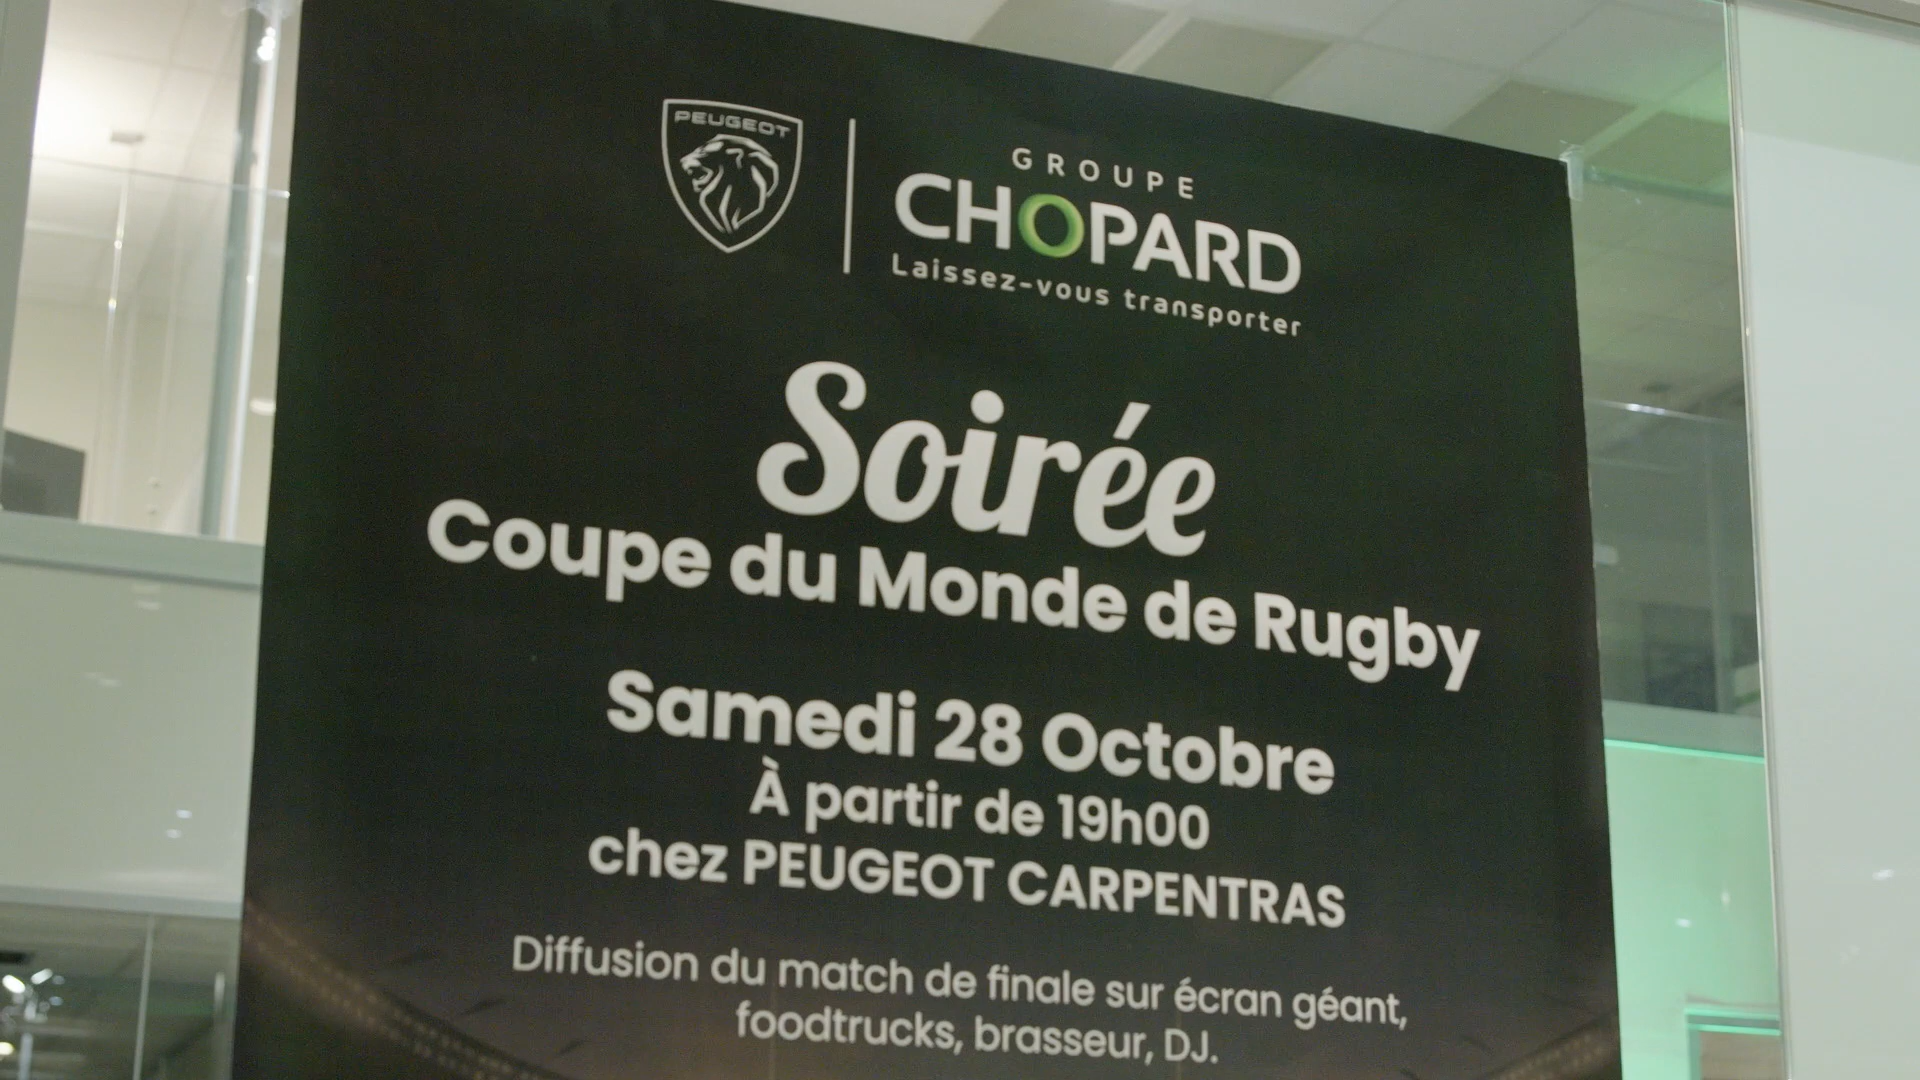 PEUGEOT
GROUPE
CHOPARD
Laissez-vous transporter
Soirée
Coupe du Monde de Rugby
Samedi 28 Octobre
À partir de 19h00
chez PEUGEOT CARPENTRAS
Diffusion du match de finale sur écran géant,
foodtrucks, brasseur, DJ.